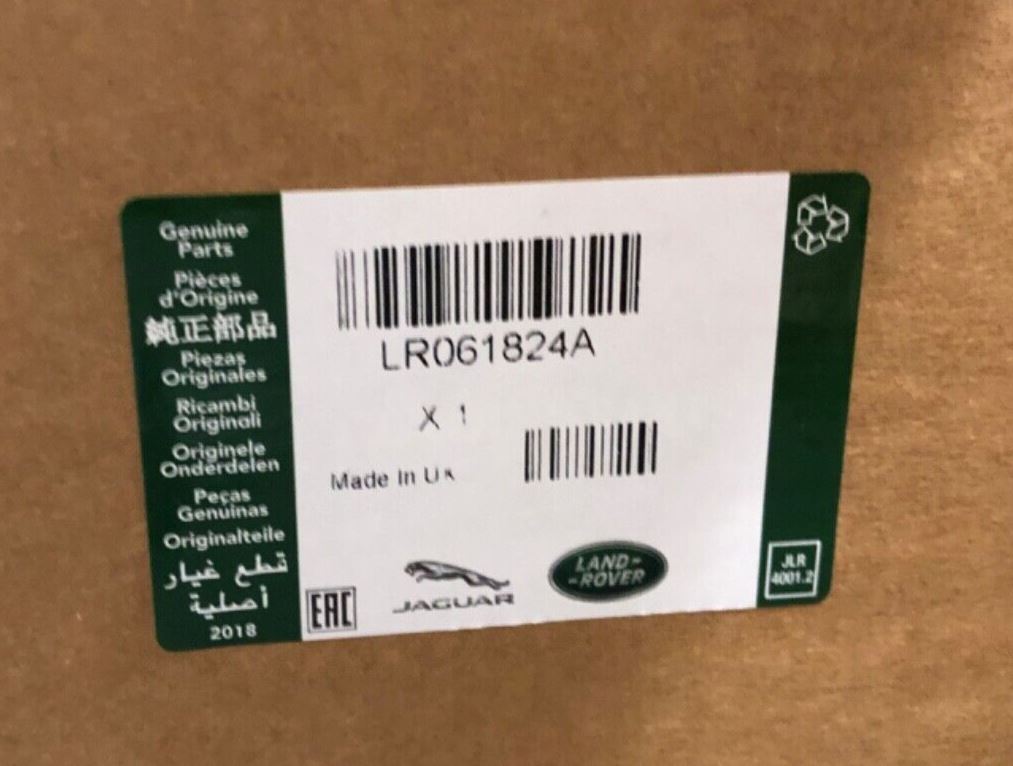 Genuine
Parts
Pièces
d'Origine
純正部品
Piezas
Originales
Ricambi
Originali
Originele
Onderdelen
Peças
Genuinas
Originalteile
قطع غيار
أصلية
2018
LR061824A
X 1
Made In UK
EAC
JAGUAR
LAND-
-ROVER
JLR
4001.2